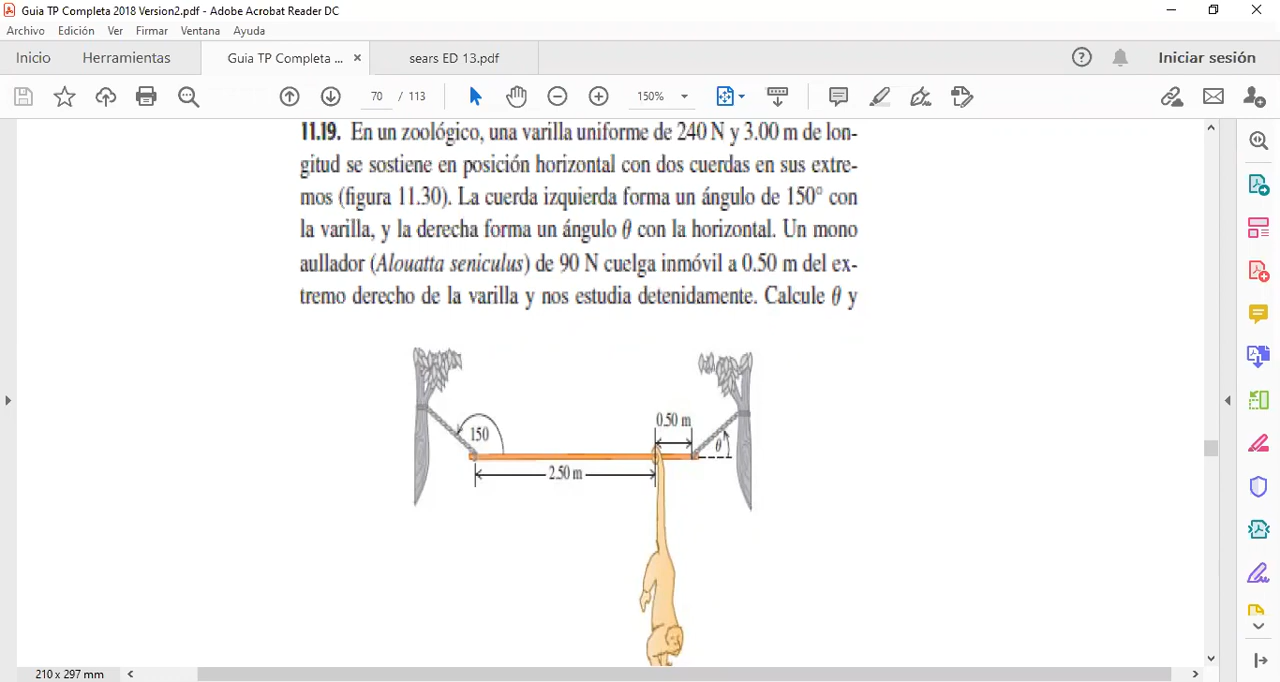 Guia TP Completa 2018 Version2.pdf - Adobe Acrobat Reader DC
Archivo Edición Ver Firmar Ventana Ayuda
Inicio Herramientas Guia TP Completa ... × sears ED 13.pdf Iniciar sesión
70 / 113 150%
11.19. En un zoológico, una varilla uniforme de 240 N y 3.00 m de lon-
gitud se sostiene en posición horizontal con dos cuerdas en sus extre-
mos (figura 11.30). La cuerda izquierda forma un ángulo de 150° con
la varilla, y la derecha forma un ángulo θ con la horizontal. Un mono
aullador (Alouatta seniculus) de 90 N cuelga inmóvil a 0.50 m del ex-
tremo derecho de la varilla y nos estudia detenidamente. Calcule θ y
0.50 m
150
θ
2.50 m
210 x 297 mm